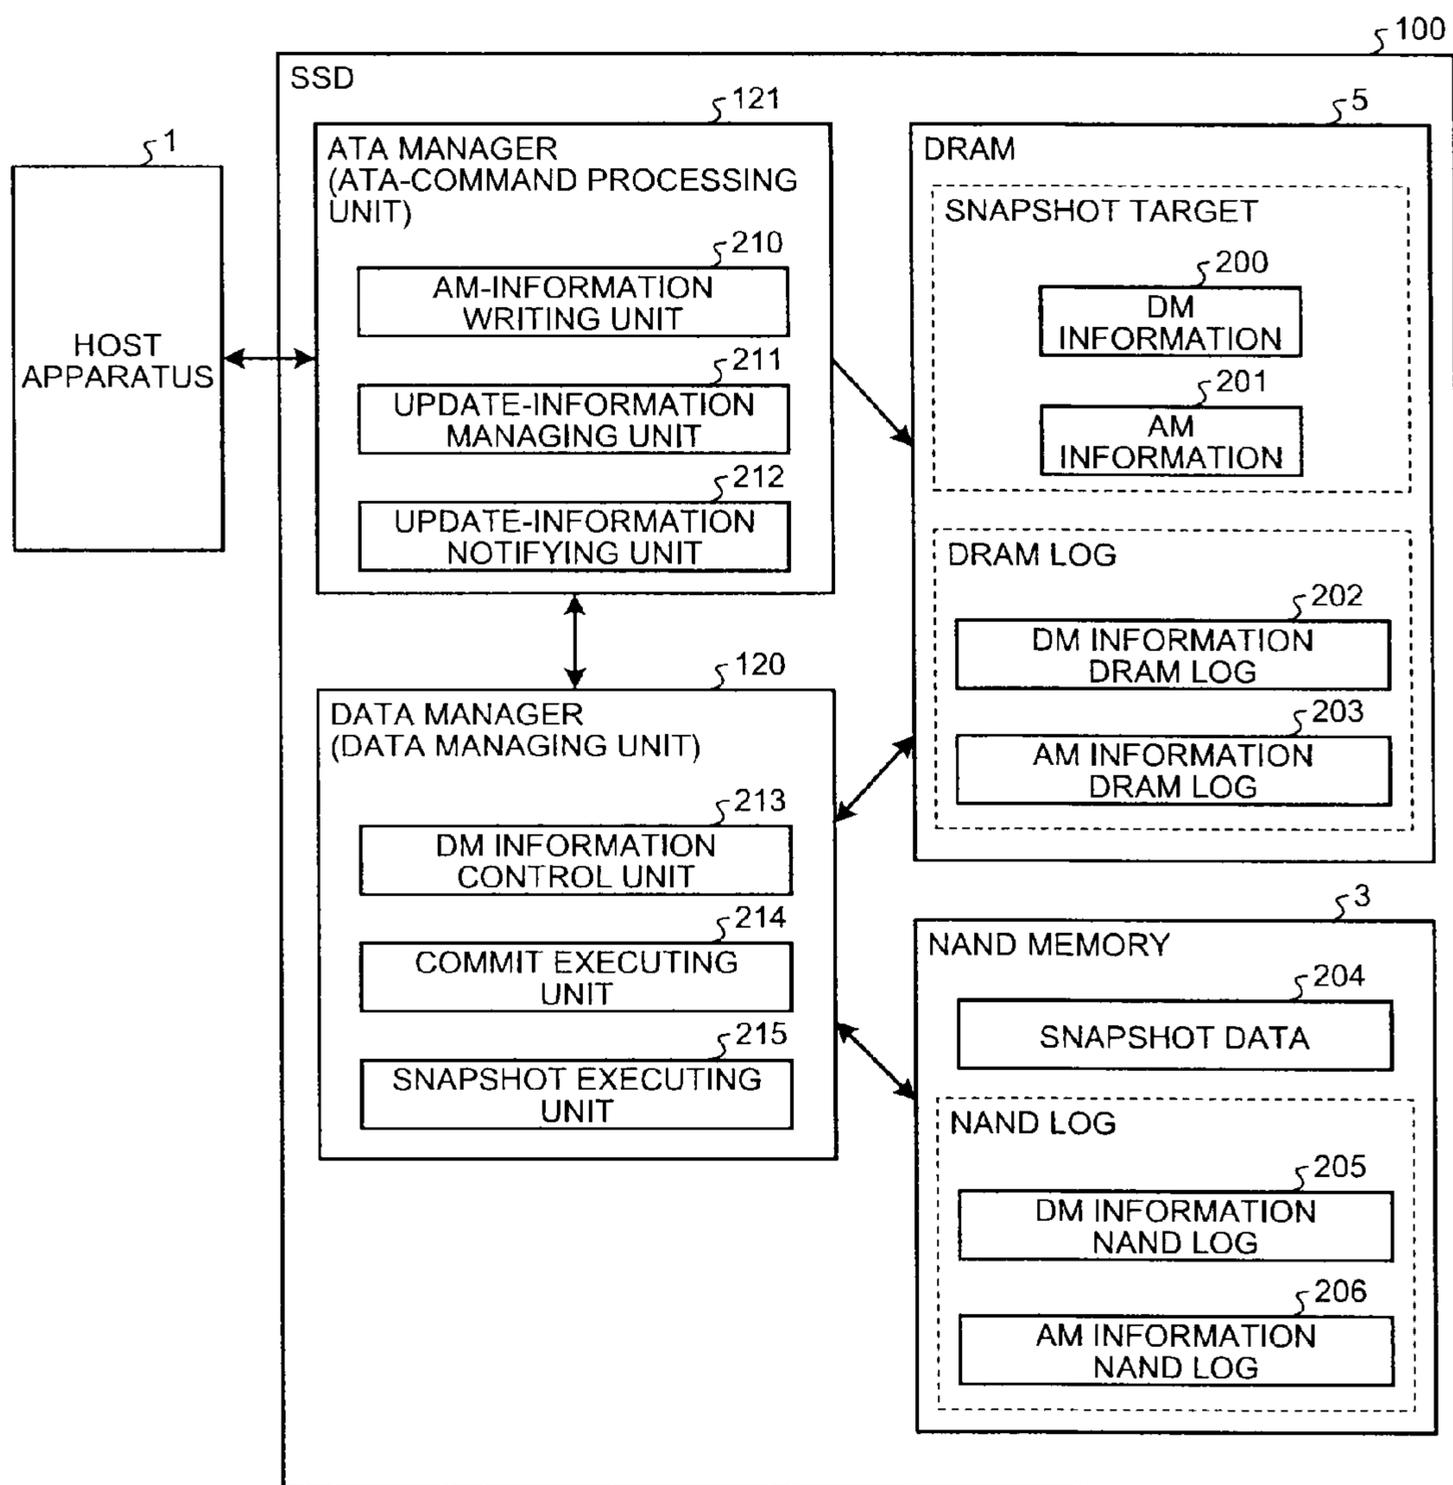 100
SSD
1
HOST
APPARATUS
121
ATA MANAGER
(ATA-COMMAND PROCESSING
UNIT)
210
AM-INFORMATION
WRITING UNIT
211
UPDATE-INFORMATION
MANAGING UNIT
212
UPDATE-INFORMATION
NOTIFYING UNIT
120
DATA MANAGER
(DATA MANAGING UNIT)
213
DM INFORMATION
CONTROL UNIT
214
COMMIT EXECUTING
UNIT
215
SNAPSHOT EXECUTING
UNIT
5
DRAM
SNAPSHOT TARGET
200
DM
INFORMATION
201
AM
INFORMATION
DRAM LOG
202
DM INFORMATION
DRAM LOG
203
AM INFORMATION
DRAM LOG
3
NAND MEMORY
204
SNAPSHOT DATA
NAND LOG
205
DM INFORMATION
NAND LOG
206
AM INFORMATION
NAND LOG